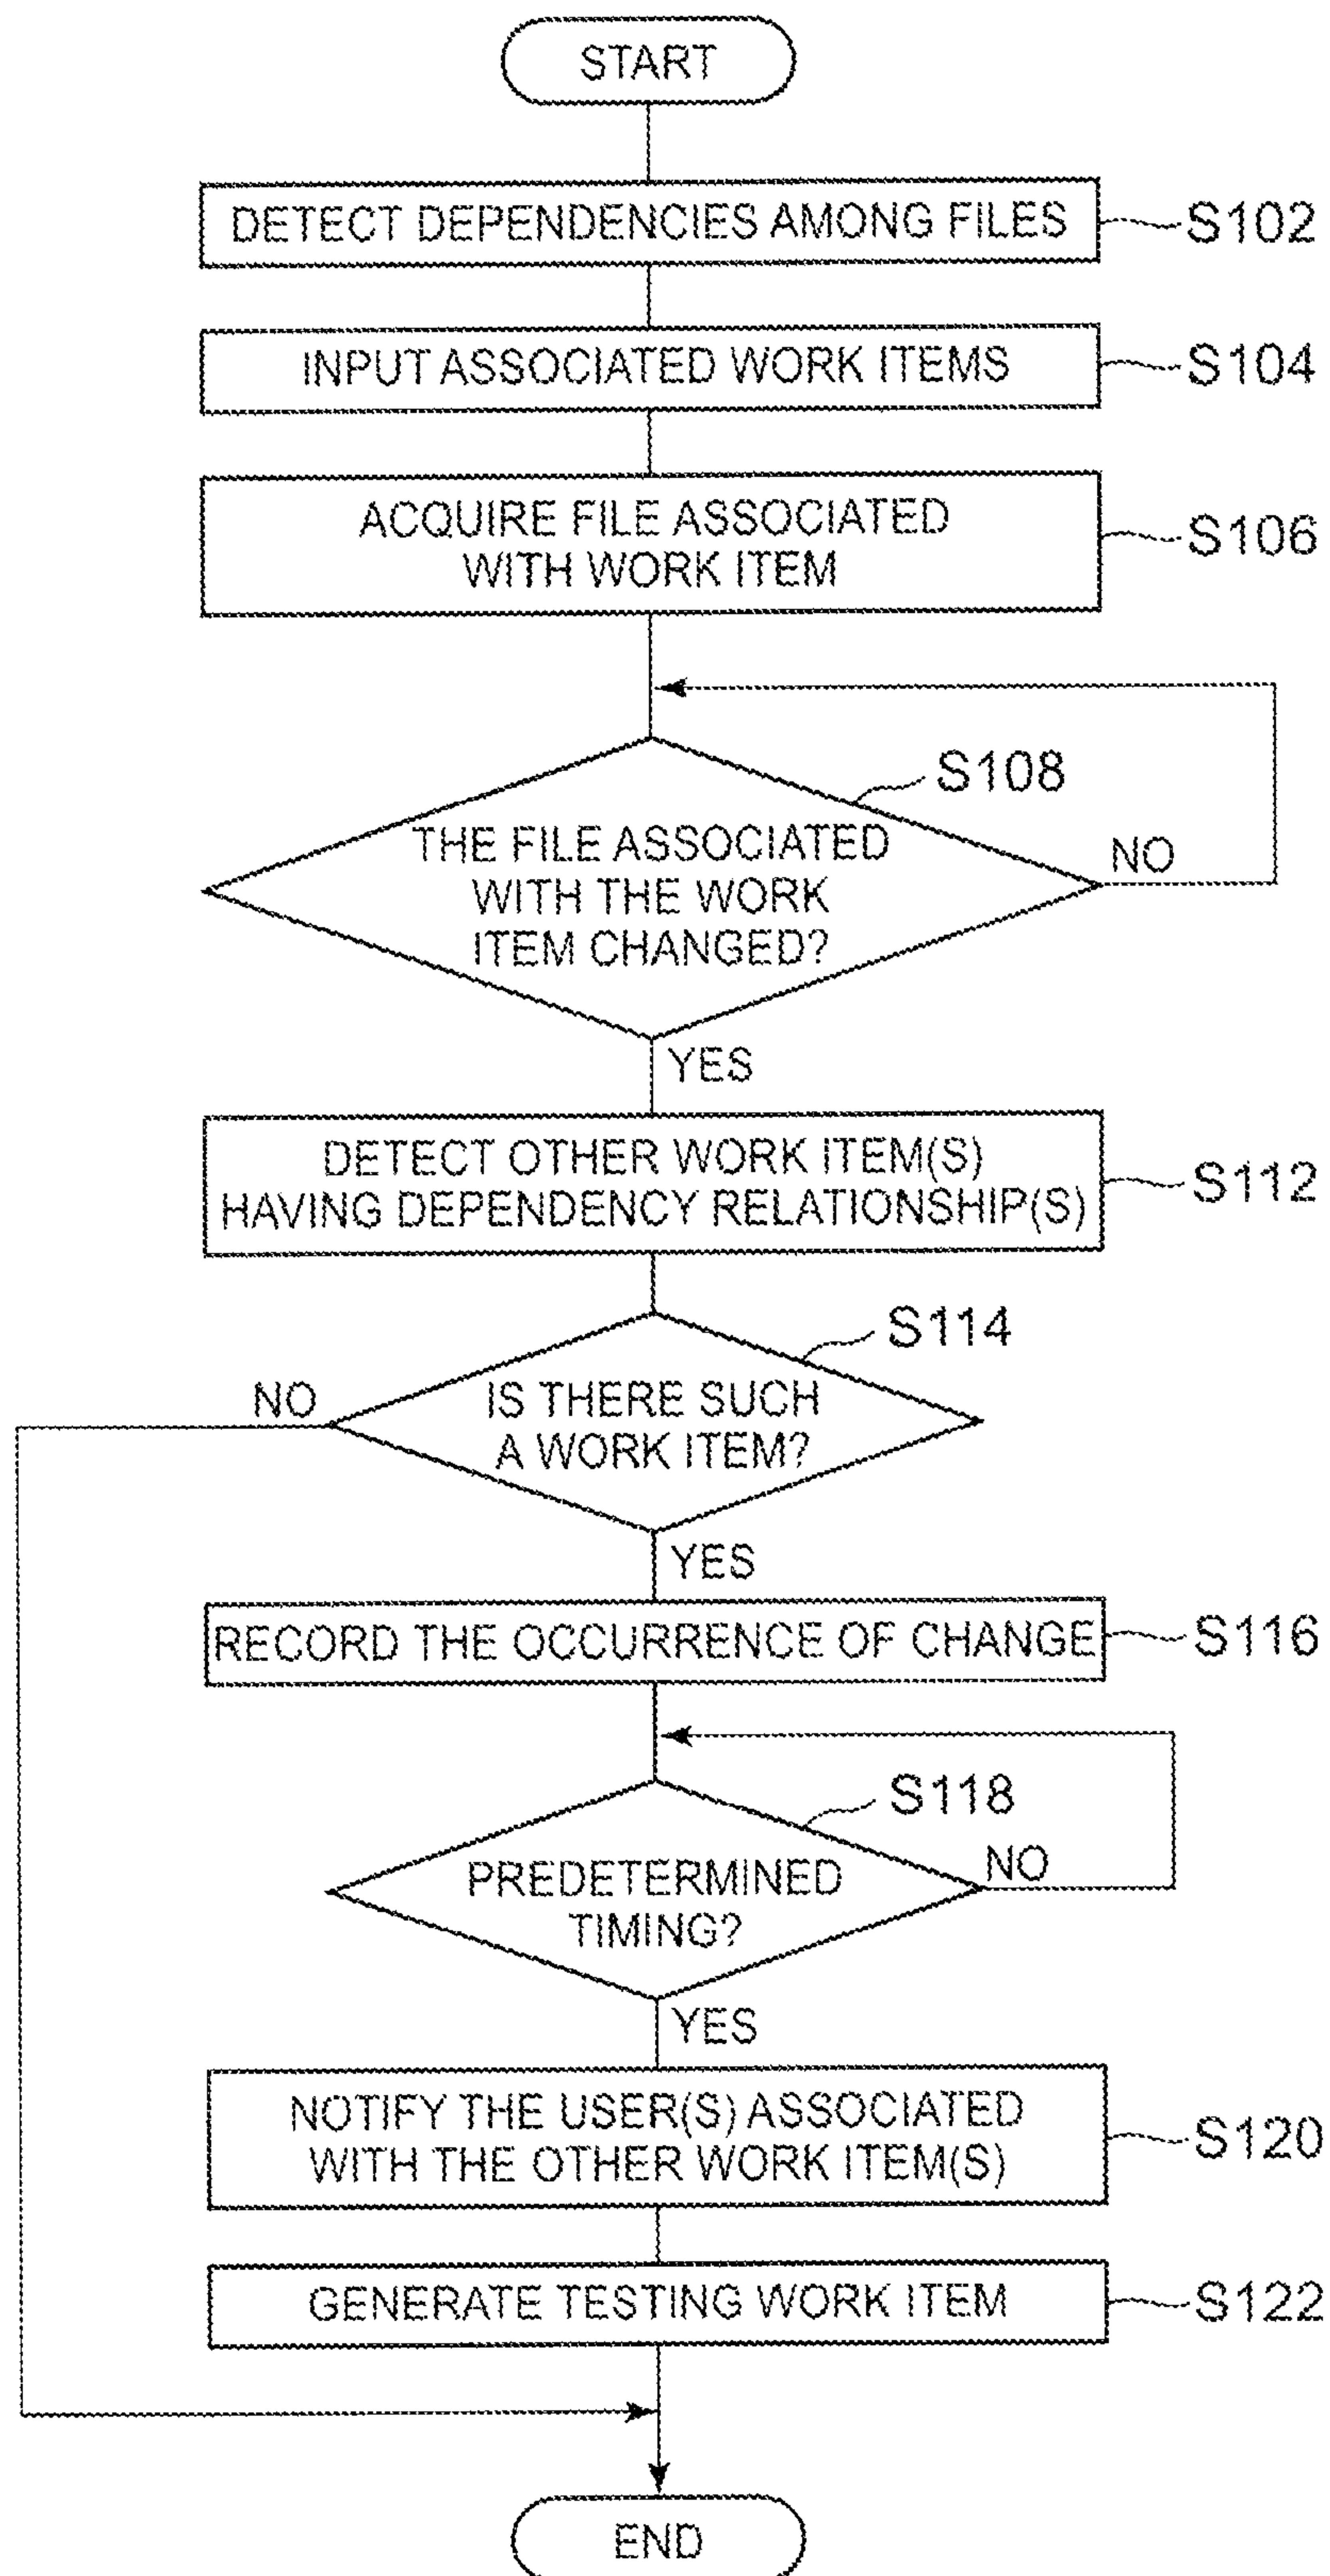 START
DETECT DEPENDENCIES AMONG FILES
S102
INPUT ASSOCIATED WORK ITEMS
S104
ACQUIRE FILE ASSOCIATED
WITH WORK ITEM
S106
S108
THE FILE ASSOCIATED
WITH THE WORK
ITEM CHANGED?
NO
YES
DETECT OTHER WORK ITEM(S)
HAVING DEPENDENCY RELATIONSHIP(S)
S112
S114
NO
IS THERE SUCH
A WORK ITEM?
YES
RECORD THE OCCURRENCE OF CHANGE
S116
S118
PREDETERMINED
TIMING?
NO
YES
NOTIFY THE USER(S) ASSOCIATED
WITH THE OTHER WORK ITEM(S)
S120
GENERATE TESTING WORK ITEM
S122
END